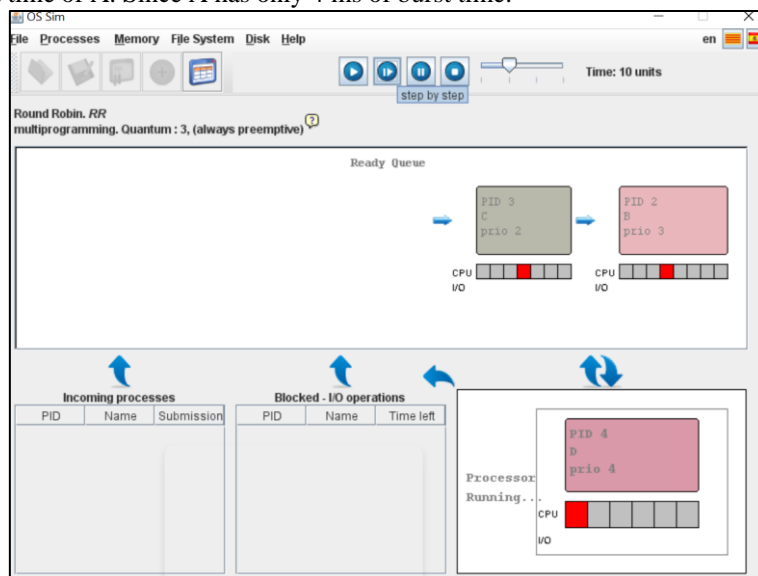 time of A. Since A has only 4 ms of burst time.
OS Sim
File Processes Memory File System Disk Help
en
Time: 10 units
step by step
Round Robin. RR
multiprogramming. Quantum : 3, (always preemptive)
?
Ready Queue
PID 3
C
prio 2
CPU
I/O
PID 2
B
prio 3
CPU
I/O
Incoming processes
PID Name Submission
Blocked - I/O operations
PID Name Time left
Processor
Running...
PID 4
D
prio 4
CPU
I/O